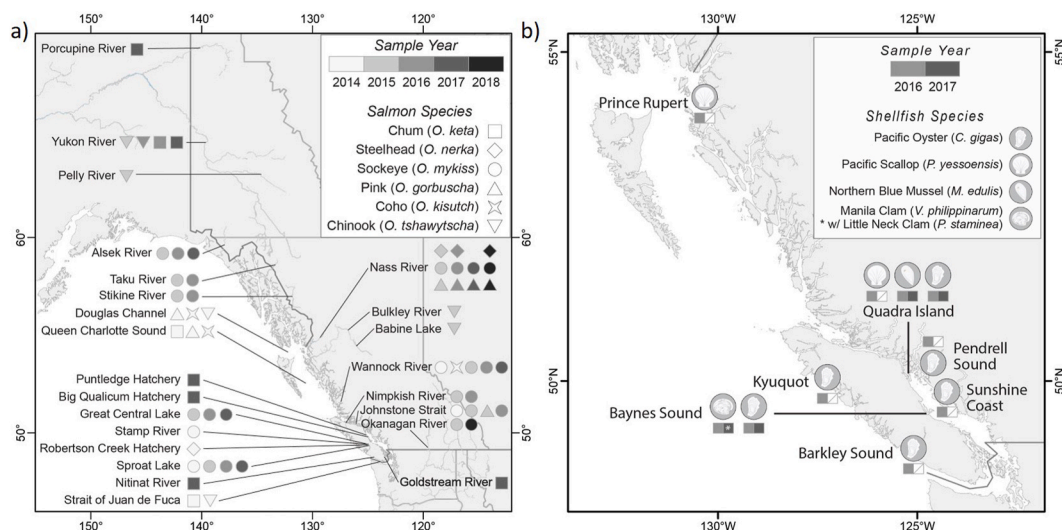 a)
150°
140°
130°
120°
Porcupine River
Sample Year
2014 2015 2016 2017 2018
Salmon Species
Chum (O. keta)
Steelhead (O. nerka)
Sockeye (O. mykiss)
Pink (O. gorbuscha)
Coho (O. kisutch)
Chinook (O. tshawytscha)
Yukon River
Pelly River
60°
60°
Alsek River
Taku River
Stikine River
Douglas Channel
Queen Charlotte Sound
Nass River
Bulkley River
Babine Lake
Wannock River
Puntledge Hatchery
Big Qualicum Hatchery
Great Central Lake
Stamp River
Robertson Creek Hatchery
Sproat Lake
Nitinat River
Strait of Juan de Fuca
Nimpkish River
Johnstone Strait
Okanagan River
50°
50°
Goldstream River
150°
140°
130°
120°
b)
130°W
125°W
55°N
55°N
Sample Year
2016 2017
Shellfish Species
Pacific Oyster (C. gigas)
Pacific Scallop (P. yessoensis)
Northern Blue Mussel (M. edulis)
Manila Clam (V. philippinarum)
* w/ Little Neck Clam (P. staminea)
Prince Rupert
Quadra Island
Pendrell
Sound
Kyuquot
Sunshine
Coast
Baynes Sound
*
Barkley Sound
50°N
50°N
130°W
125°W